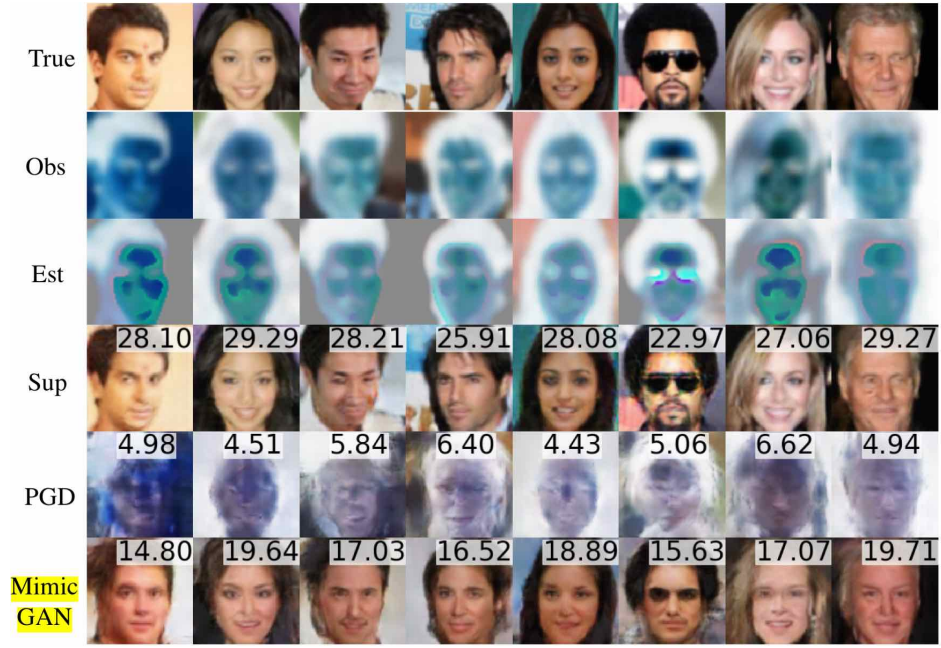 True
Obs
Est
28.10 29.29 28.21 25.91 28.08 22.97 27.06 29.27
Sup
4.98 4.51 5.84 6.40 4.43 5.06 6.62 4.94
PGD
14.80 19.64 17.03 16.52 18.89 15.63 17.07 19.71
Mimic
GAN